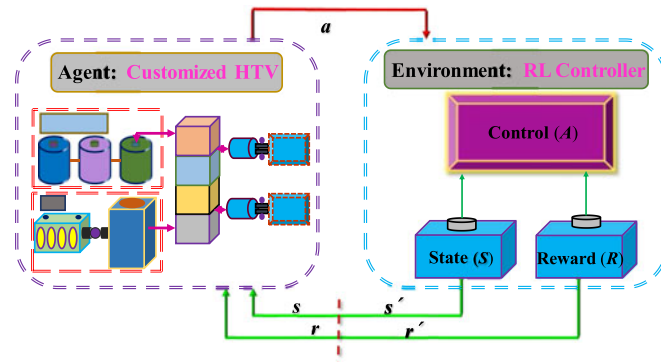 a
Agent: Customized HTV
Environment: RL Controller
Control (A)
State (S)
Reward (R)
s s´
r r´